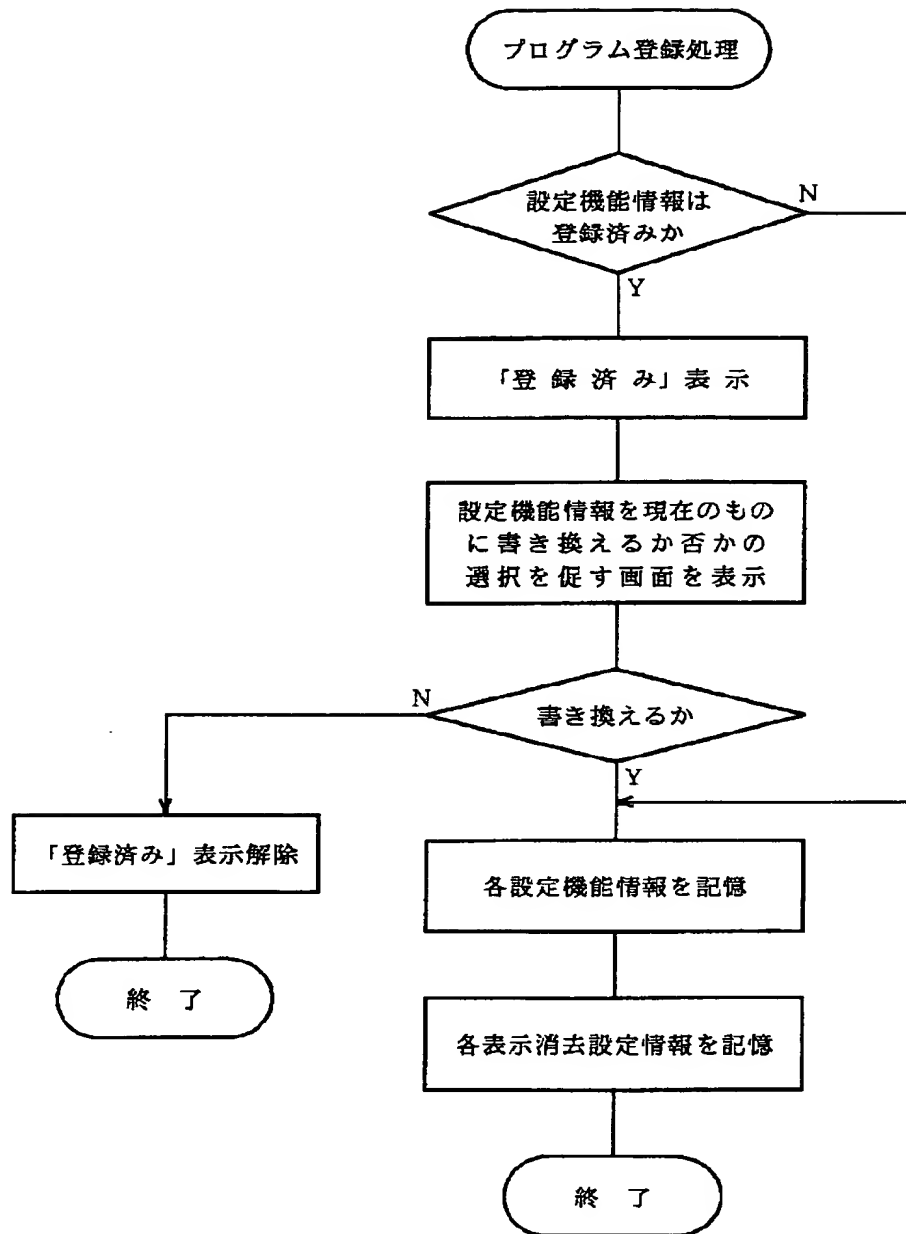 プログラム登録処理
設定機能情報は
登録済みか
N
Y
「登録済み」表示
設定機能情報を現在のもの
に書き換えるか否かの
選択を促す画面を表示
N
書き換えるか
Y
「登録済み」表示解除
各設定機能情報を記憶
終了
各表示消去設定情報を記憶
終了